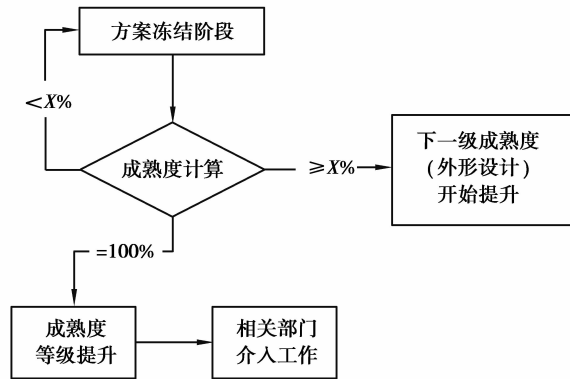 方案冻结阶段
<X%
成熟度计算
≥X%
下一级成熟度
(外形设计)
开始提升
=100%
成熟度
等级提升
相关部门
介入工作